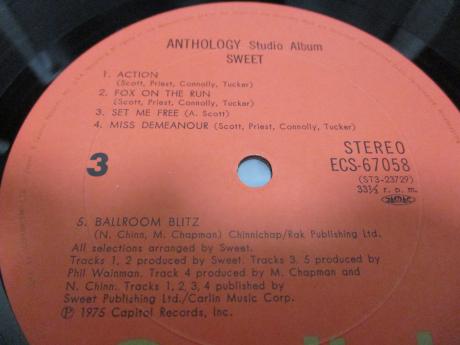 ANTHOLOGY Studio Album
SWEET
1. ACTION
(Scott, Priest, Connolly, Tucker)
2. FOX ON THE RUN
(Scott, Priest, Connolly, Tucker)
3. SET ME FREE (A. Scott)
4. MISS DEMEANOUR (Scott, Priest, Connolly, Tucker)
3
STEREO
ECS-67058
(ST3-23729)
33⅓ r. p. m.
5. BALLROOM BLITZ
(N. Chinn, M. Chapman) Chinnichap/Rak Publishing Ltd.
All selections arranged by Sweet.
Tracks 1, 2 produced by Sweet. Tracks 3, 5 produced by
Phil Wainman. Track 4 produced by M. Chapman and
N. Chinn. Tracks 1, 2, 3, 4 published by
Sweet Publishing Ltd./Carlin Music Corp.
Ⓟ 1975 Capitol Records, Inc.